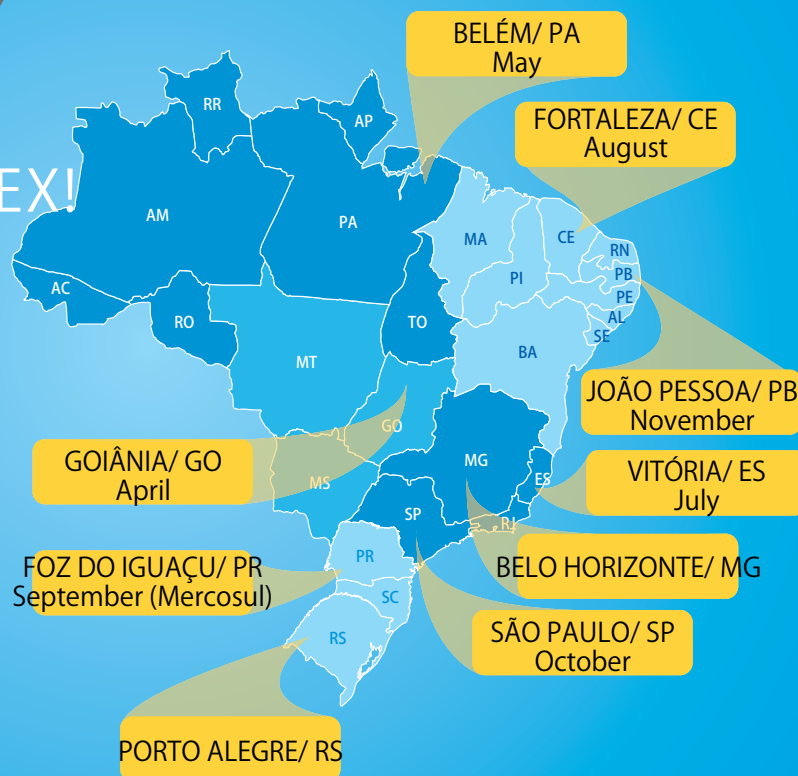 BELÉM/ PA
May
FORTALEZA/ CE
August
EX!
RR
AP
AM
PA
MA
CE
RN
PB
PE
AL
SE
PI
AC
RO
TO
BA
MT
GO
JOÃO PESSOA/ PB
November
GOIÂNIA/ GO
April
MS
MG
ES
VITÓRIA/ ES
July
SP
RJ
PR
FOZ DO IGUAÇU/ PR
September (Mercosul)
BELO HORIZONTE/ MG
SC
RS
SÃO PAULO/ SP
October
PORTO ALEGRE/ RS